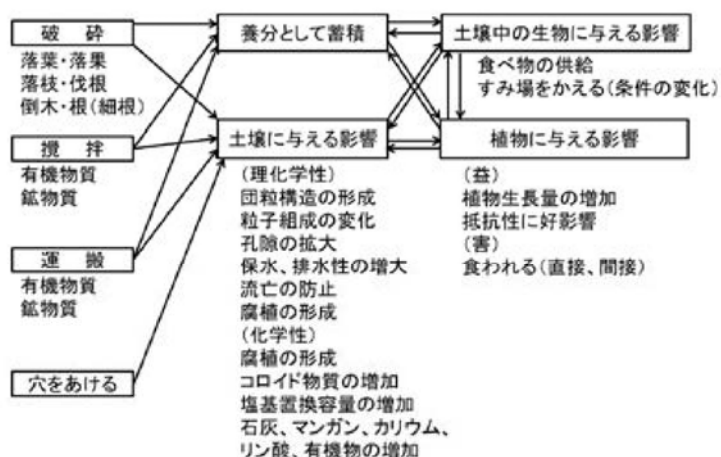 破　砕
落葉・落果
落枝・伐根
倒木・根(細根)
攪　拌
有機物質
鉱物質
運　搬
有機物質
鉱物質
穴をあける
養分として蓄積
土壌に与える影響
(理化学性)
団粒構造の形成
粒子組成の変化
孔隙の拡大
保水、排水性の増大
流亡の防止
腐植の形成
(化学性)
腐植の形成
コロイド物質の増加
塩基置換容量の増加
石灰、マンガン、カリウム、
リン酸、有機物の増加
土壌中の生物に与える影響
食べ物の供給
すみ場をかえる(条件の変化)
植物に与える影響
(益)
植物生長量の増加
抵抗性に好影響
(害)
食われる(直接、間接)